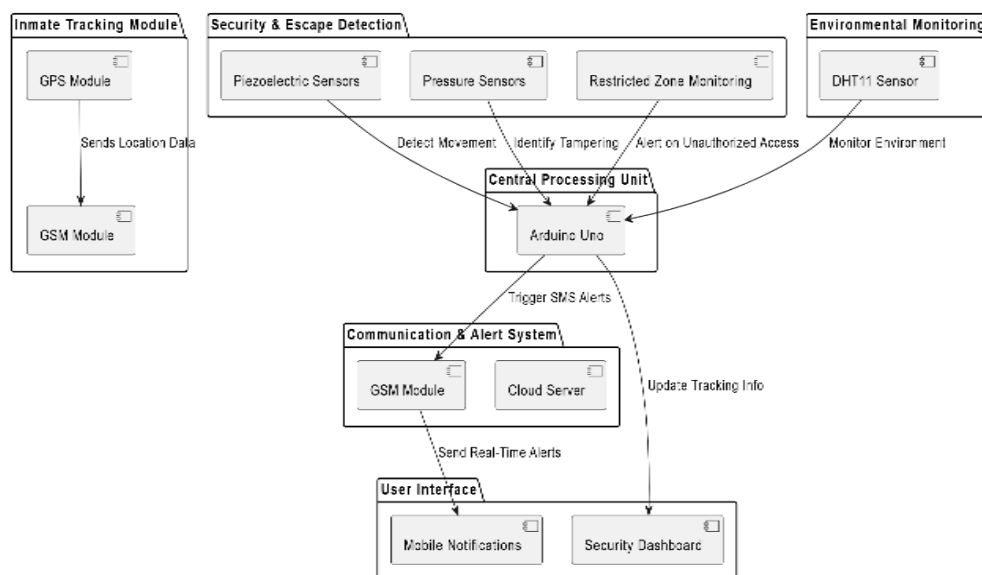 Inmate Tracking Module
Security & Escape Detection
Environmental Monitoring
GPS Module
Piezoelectric Sensors
Pressure Sensors
Restricted Zone Monitoring
DHT11 Sensor
Sends Location Data
Detect Movement
Identify Tampering
Alert on Unauthorized Access
Monitor Environment
Central Processing Unit
GSM Module
Arduino Uno
Trigger SMS Alerts
Communication & Alert System
GSM Module
Cloud Server
Update Tracking Info
Send Real-Time Alerts
User Interface
Mobile Notifications
Security Dashboard